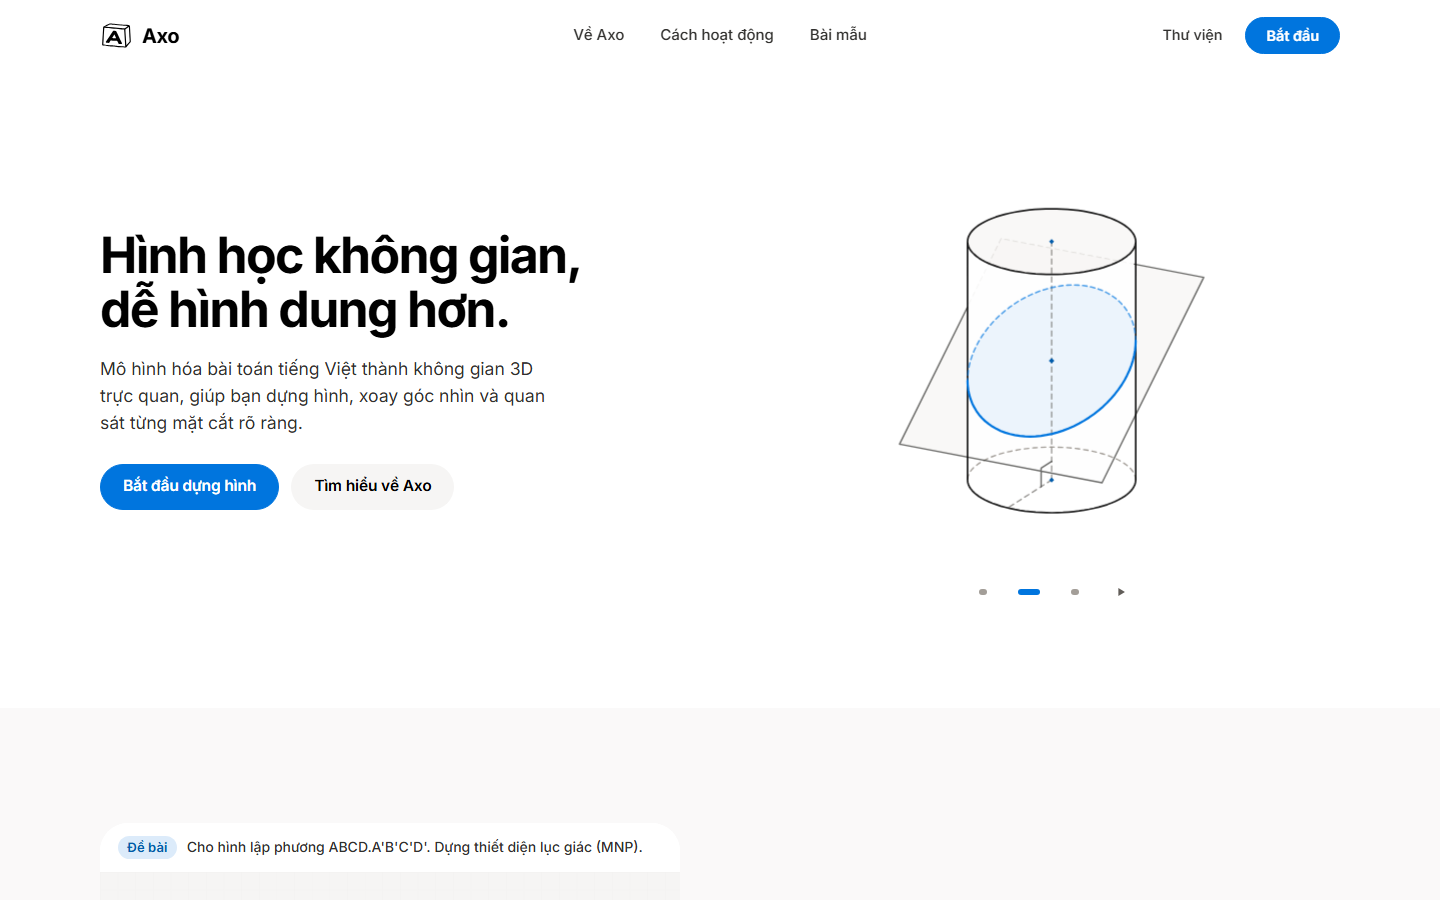 Axo
Về Axo
Cách hoạt động
Bài mẫu
Thư viện
Bắt đầu
Hình học không gian,
dễ hình dung hơn.
Mô hình hóa bài toán tiếng Việt thành không gian 3D
trực quan, giúp bạn dựng hình, xoay góc nhìn và quan
sát từng mặt cắt rõ ràng.
Bắt đầu dựng hình
Tìm hiểu về Axo
Đề bài
Cho hình lập phương ABCD.A'B'C'D'. Dựng thiết diện lục giác (MNP).